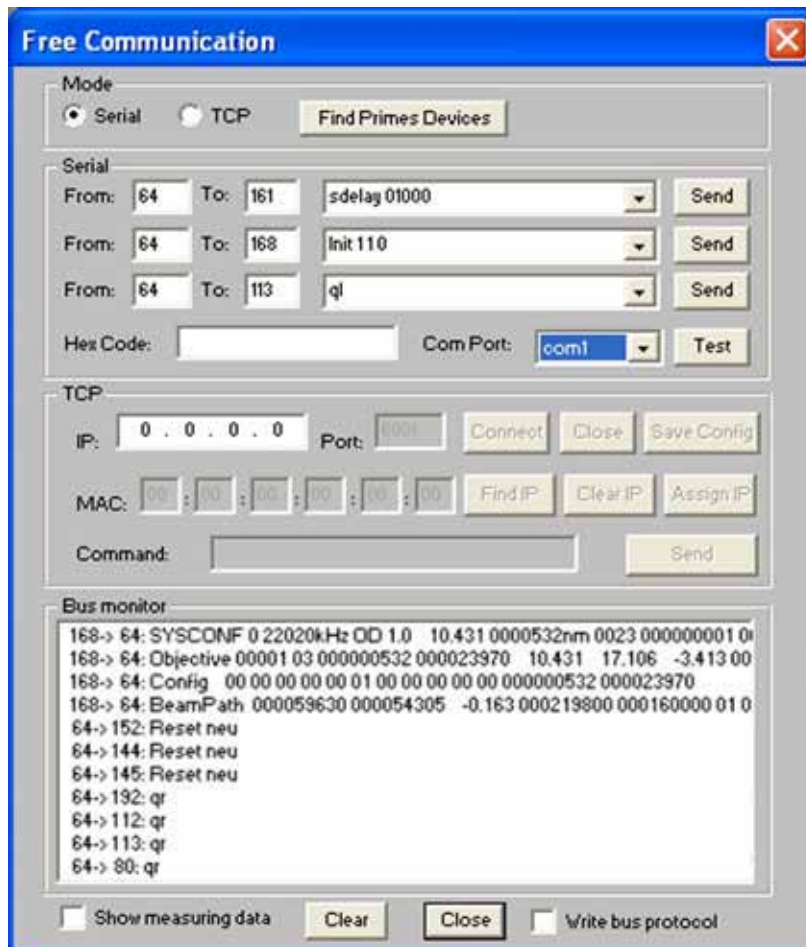 Free Communication
Mode
Serial TCP Find Primes Devices
Serial
From: 64 To: 161 sdelay 01000 Send
From: 64 To: 168 Init 110 Send
From: 64 To: 113 ql Send
Hex Code: Com Port: com1 Test
TCP
IP: 0 . 0 . 0 . 0 Port: Connect Close Save Config
MAC: 00 : 00 : 00 : 00 : 00 : 00 Find IP Clear IP Assign IP
Command: Send
Bus monitor
168-> 64: SYSCONF 0 22020kHz OD 1.0 10.431 0000532nm 0023 000000001
168-> 64: Objective 00001 03 000000532 000023970 10.431 17.106 -3.413 00
168-> 64: Config 00 00 00 00 00 01 00 00 00 00 00 000000532 000023970
168-> 64: BeamPath 000059630 000054305 -0.163 000219800 000160000 01 0
64-> 152: Reset neu
64-> 144: Reset neu
64-> 145: Reset neu
64-> 192: qr
64-> 112: qr
64-> 113: qr
64-> 80: qr
Show measuring data Clear Close Write bus protocol